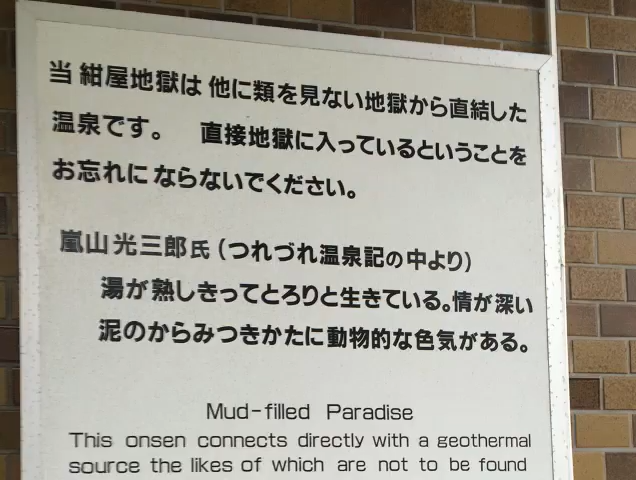 当 紺屋地獄は 他に類を見ない地獄から直結した
温泉です。　直接地獄に入っているということを
お忘れにならないでください。
嵐山光三郎氏（つれづれ温泉記の中より）
湯が熟しきってとろりと生きている。情が深い
泥のからみつきかたに動物的な色気がある。
Mud-filled Paradise
This onsen connects directly with a geothermal
source the likes of which are not to be found